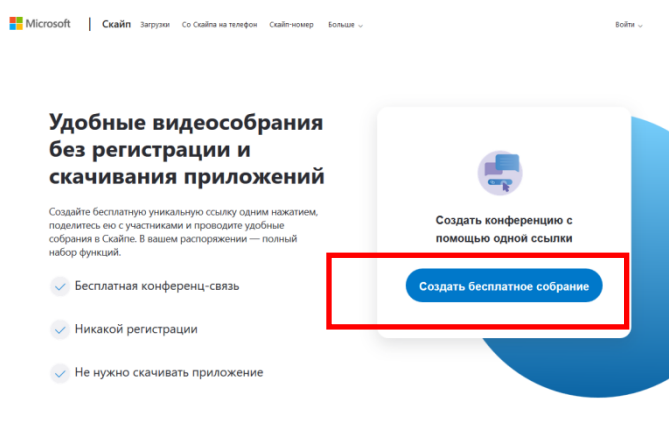 Microsoft | Скайп Загрузки Со Скайпа на телефон Скайп-номер Больше Войти
Удобные видеособрания
без регистрации и
скачивания приложений
Создайте бесплатную уникальную ссылку одним нажатием,
поделитесь ею с участниками и проводите удобные
собрания в Скайпе. В вашем распоряжении — полный
набор функций.
Бесплатная конференц-связь
Никакой регистрации
Не нужно скачивать приложение
Создать конференцию с
помощью одной ссылки
Создать бесплатное собрание